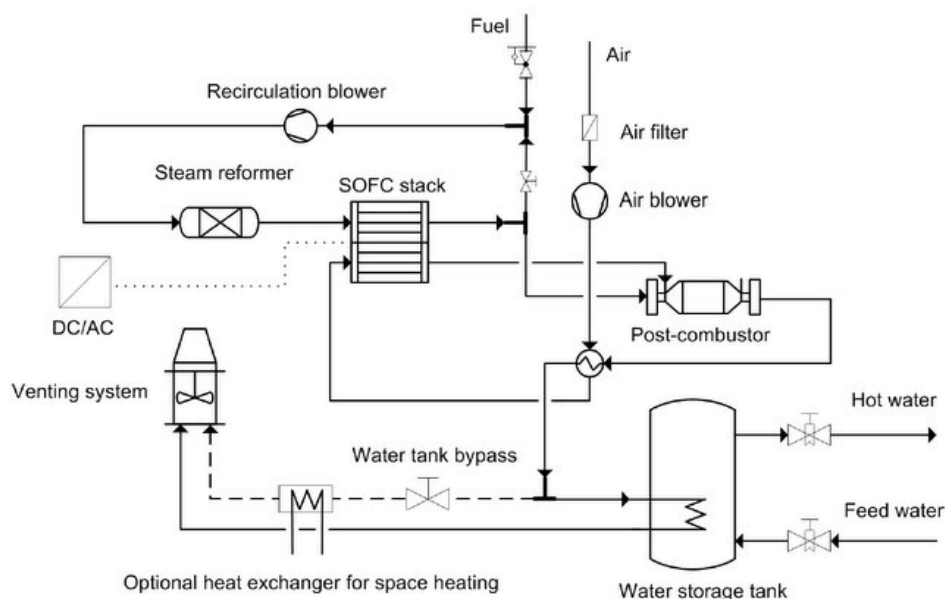 Fuel
Air
Recirculation blower
Air filter
Steam reformer
SOFC stack
Air blower
DC/AC
Post-combustor
Venting system
Hot water
Water tank bypass
Feed water
Optional heat exchanger for space heating
Water storage tank